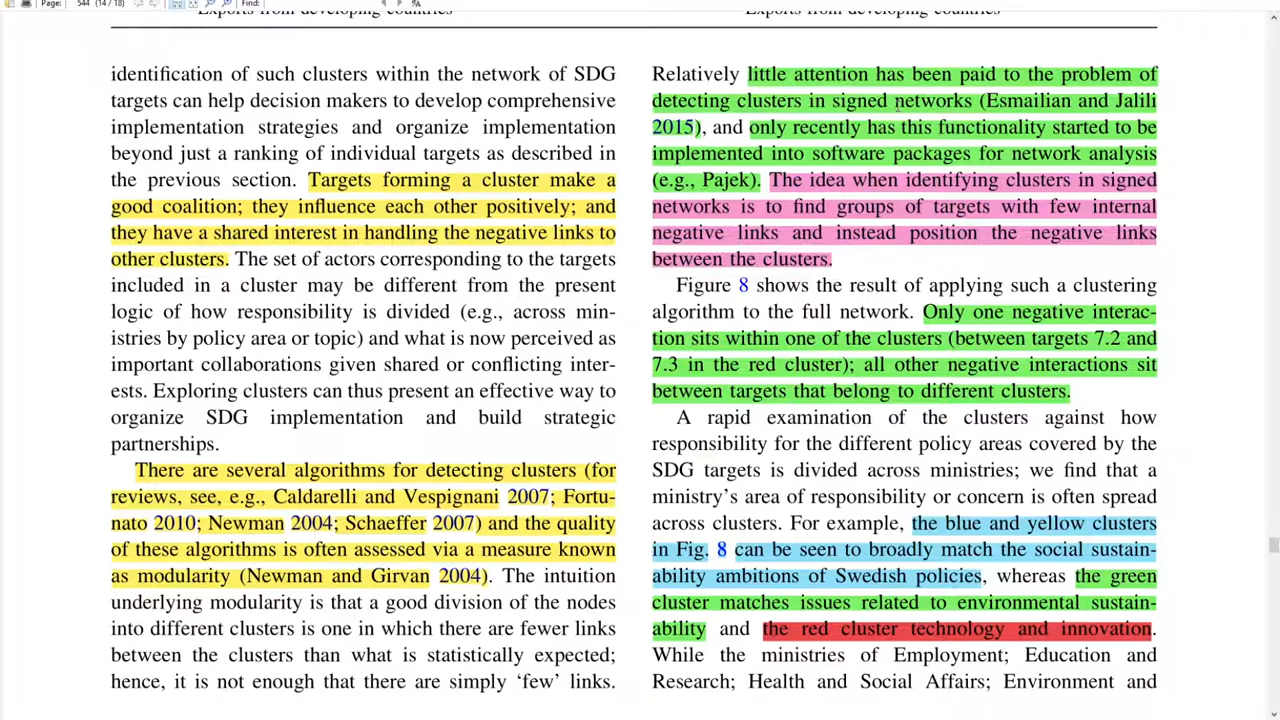 Page: 544 (14 / 18) Find:
Exports from developing countries
Exports from developing countries
identification of such clusters within the network of SDG
targets can help decision makers to develop comprehensive
implementation strategies and organize implementation
beyond just a ranking of individual targets as described in
the previous section. Targets forming a cluster make a
good coalition; they influence each other positively; and
they have a shared interest in handling the negative links to
other clusters. The set of actors corresponding to the targets
included in a cluster may be different from the present
logic of how responsibility is divided (e.g., across min-
istries by policy area or topic) and what is now perceived as
important collaborations given shared or conflicting inter-
ests. Exploring clusters can thus present an effective way to
organize SDG implementation and build strategic
partnerships.
There are several algorithms for detecting clusters (for
reviews, see, e.g., Caldarelli and Vespignani 2007; Fortu-
nato 2010; Newman 2004; Schaeffer 2007) and the quality
of these algorithms is often assessed via a measure known
as modularity (Newman and Girvan 2004). The intuition
underlying modularity is that a good division of the nodes
into different clusters is one in which there are fewer links
between the clusters than what is statistically expected;
hence, it is not enough that there are simply ‘few’ links.
Relatively little attention has been paid to the problem of
detecting clusters in signed networks (Esmailian and Jalili
2015), and only recently has this functionality started to be
implemented into software packages for network analysis
(e.g., Pajek). The idea when identifying clusters in signed
networks is to find groups of targets with few internal
negative links and instead position the negative links
between the clusters.
Figure 8 shows the result of applying such a clustering
algorithm to the full network. Only one negative interac-
tion sits within one of the clusters (between targets 7.2 and
7.3 in the red cluster); all other negative interactions sit
between targets that belong to different clusters.
A rapid examination of the clusters against how
responsibility for the different policy areas covered by the
SDG targets is divided across ministries; we find that a
ministry’s area of responsibility or concern is often spread
across clusters. For example, the blue and yellow clusters
in Fig. 8 can be seen to broadly match the social sustain-
ability ambitions of Swedish policies, whereas the green
cluster matches issues related to environmental sustain-
ability and the red cluster technology and innovation.
While the ministries of Employment; Education and
Research; Health and Social Affairs; Environment and